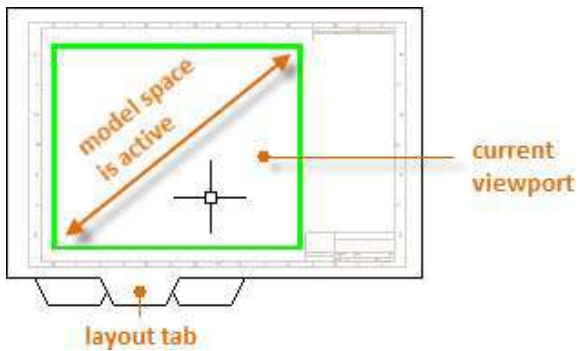 model space
is active
current
viewport
layout tab